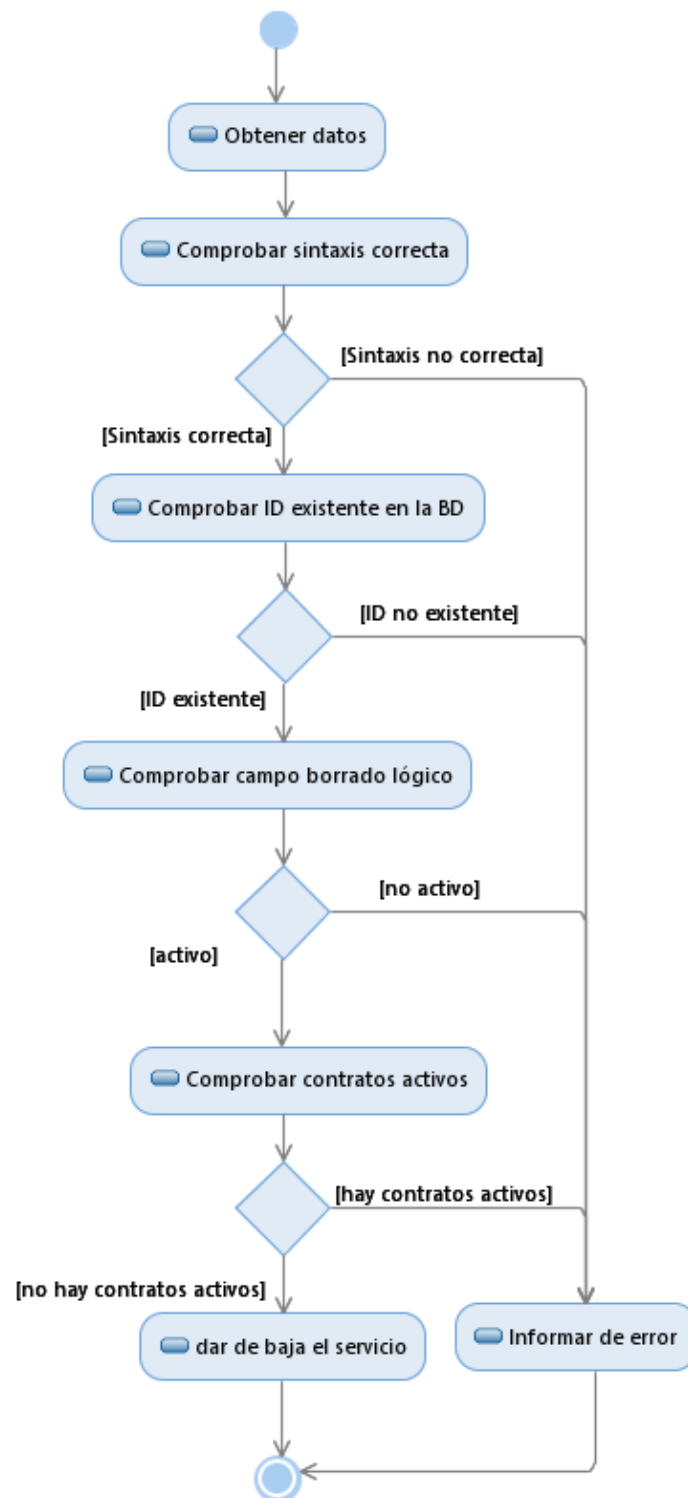 Obtener datos
Comprobar sintaxis correcta
[Sintaxis no correcta]
[Sintaxis correcta]
Comprobar ID existente en la BD
[ID no existente]
[ID existente]
Comprobar campo borrado lógico
[no activo]
[activo]
Comprobar contratos activos
[hay contratos activos]
[no hay contratos activos]
dar de baja el servicio
Informar de error